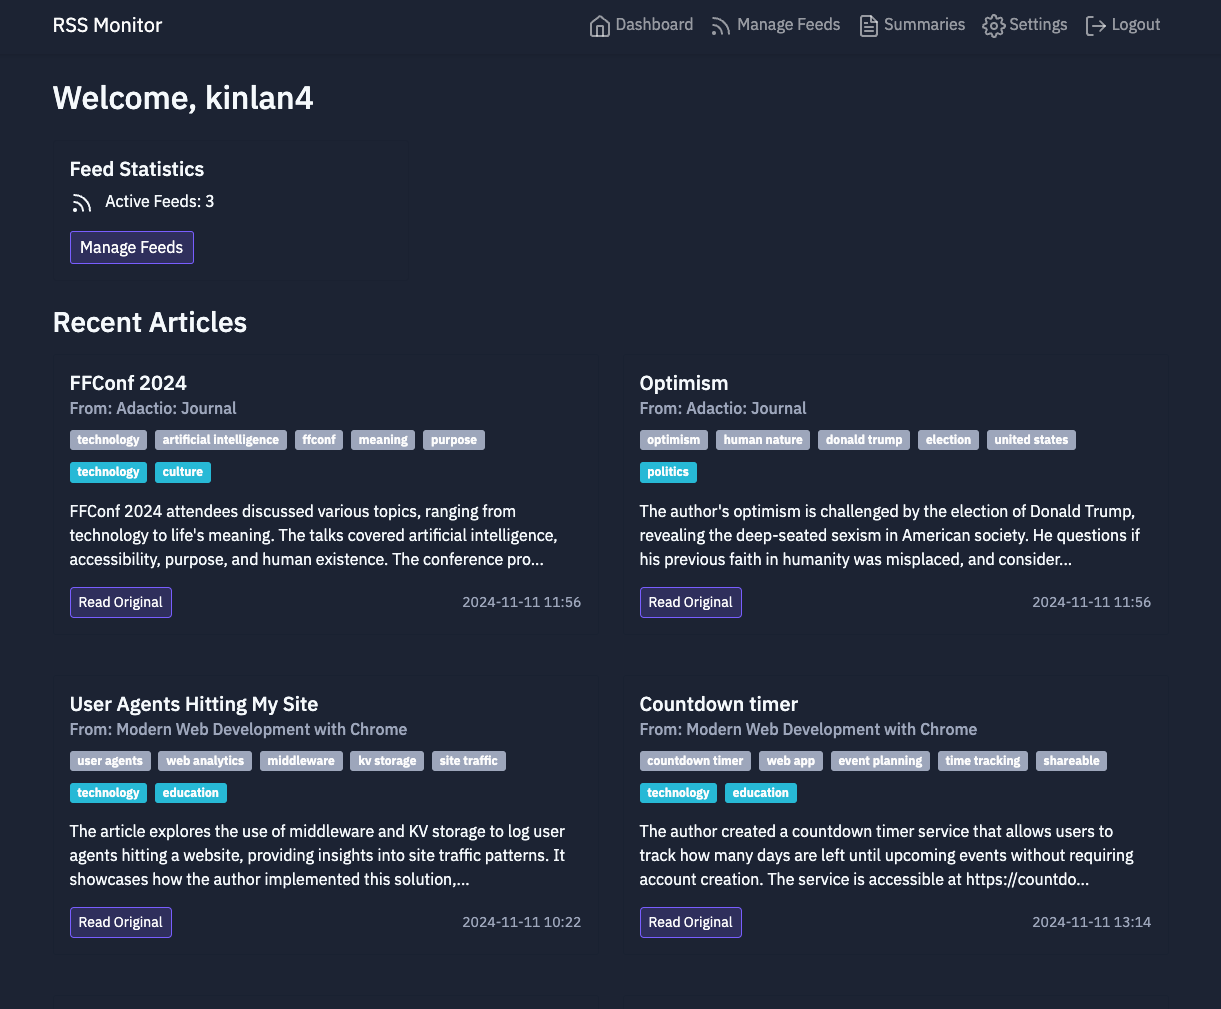 RSS Monitor
Dashboard
Manage Feeds
Summaries
Settings
Logout
Welcome, kinlan4
Feed Statistics
Active Feeds: 3
Manage Feeds
Recent Articles
FFConf 2024
From: Adactio: Journal
technology artificial intelligence ffconf meaning purpose
technology culture
FFConf 2024 attendees discussed various topics, ranging from
technology to life's meaning. The talks covered artificial intelligence,
accessibility, purpose, and human existence. The conference pro...
Read Original
2024-11-11 11:56
Optimism
From: Adactio: Journal
optimism human nature donald trump election united states
politics
The author's optimism is challenged by the election of Donald Trump,
revealing the deep-seated sexism in American society. He questions if
his previous faith in humanity was misplaced, and consider...
Read Original
2024-11-11 11:56
User Agents Hitting My Site
From: Modern Web Development with Chrome
user agents web analytics middleware kv storage site traffic
technology education
The article explores the use of middleware and KV storage to log user
agents hitting a website, providing insights into site traffic patterns. It
showcases how the author implemented this solution,...
Read Original
2024-11-11 10:22
Countdown timer
From: Modern Web Development with Chrome
countdown timer web app event planning time tracking shareable
technology education
The author created a countdown timer service that allows users to
track how many days are left until upcoming events without requiring
account creation. The service is accessible at https://countdo...
Read Original
2024-11-11 13:14